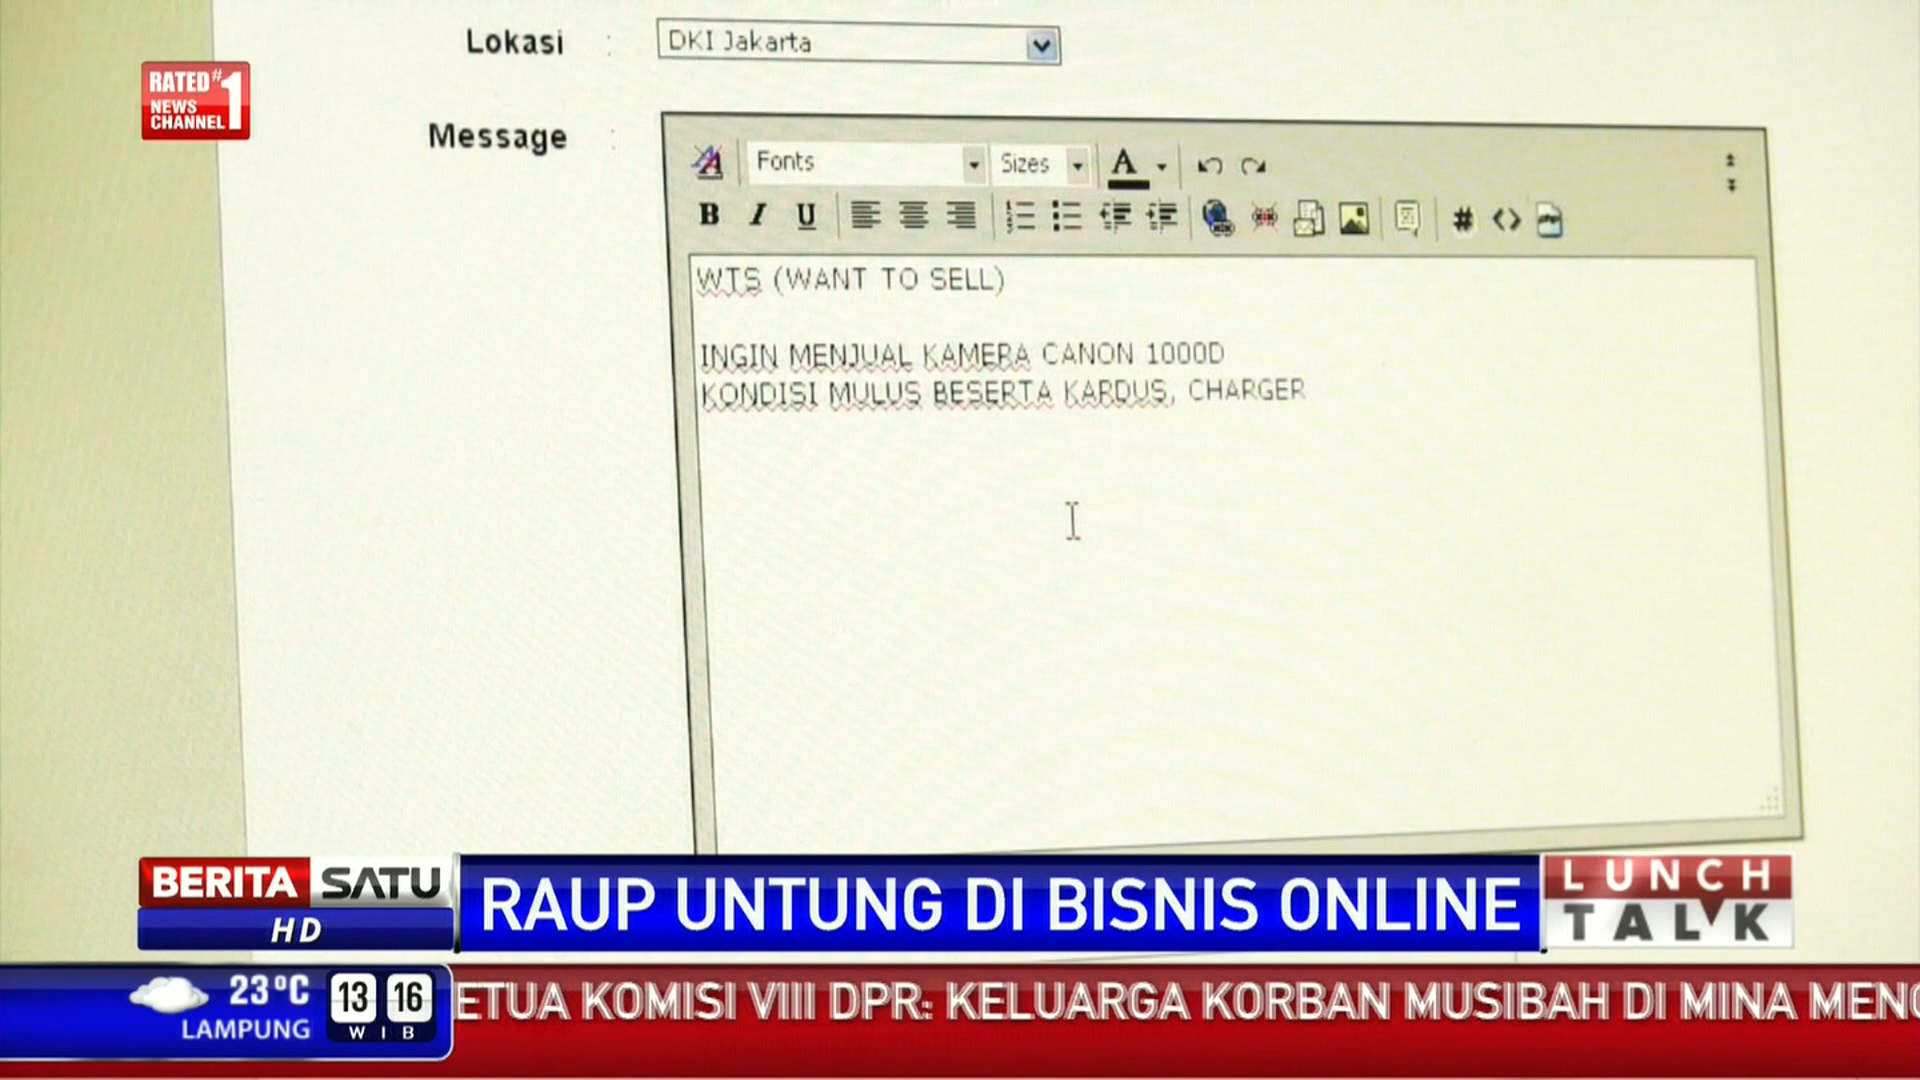 Lokasi : DKI Jakarta
RATED #1
NEWS
CHANNEL
Message :
Fonts Sizes A
B I U # <>
WTS (WANT TO SELL)
INGIN MENJUAL KAMERA CANON 1000D
KONDISI MULUS BESERTA KARDUS, CHARGER
BERITA SATU
HD
RAUP UNTUNG DI BISNIS ONLINE
LUNCH
TALK
23°C
LAMPUNG
13 16
WIB
ETUA KOMISI VIII DPR: KELUARGA KORBAN MUSIBAH DI MINA MENG